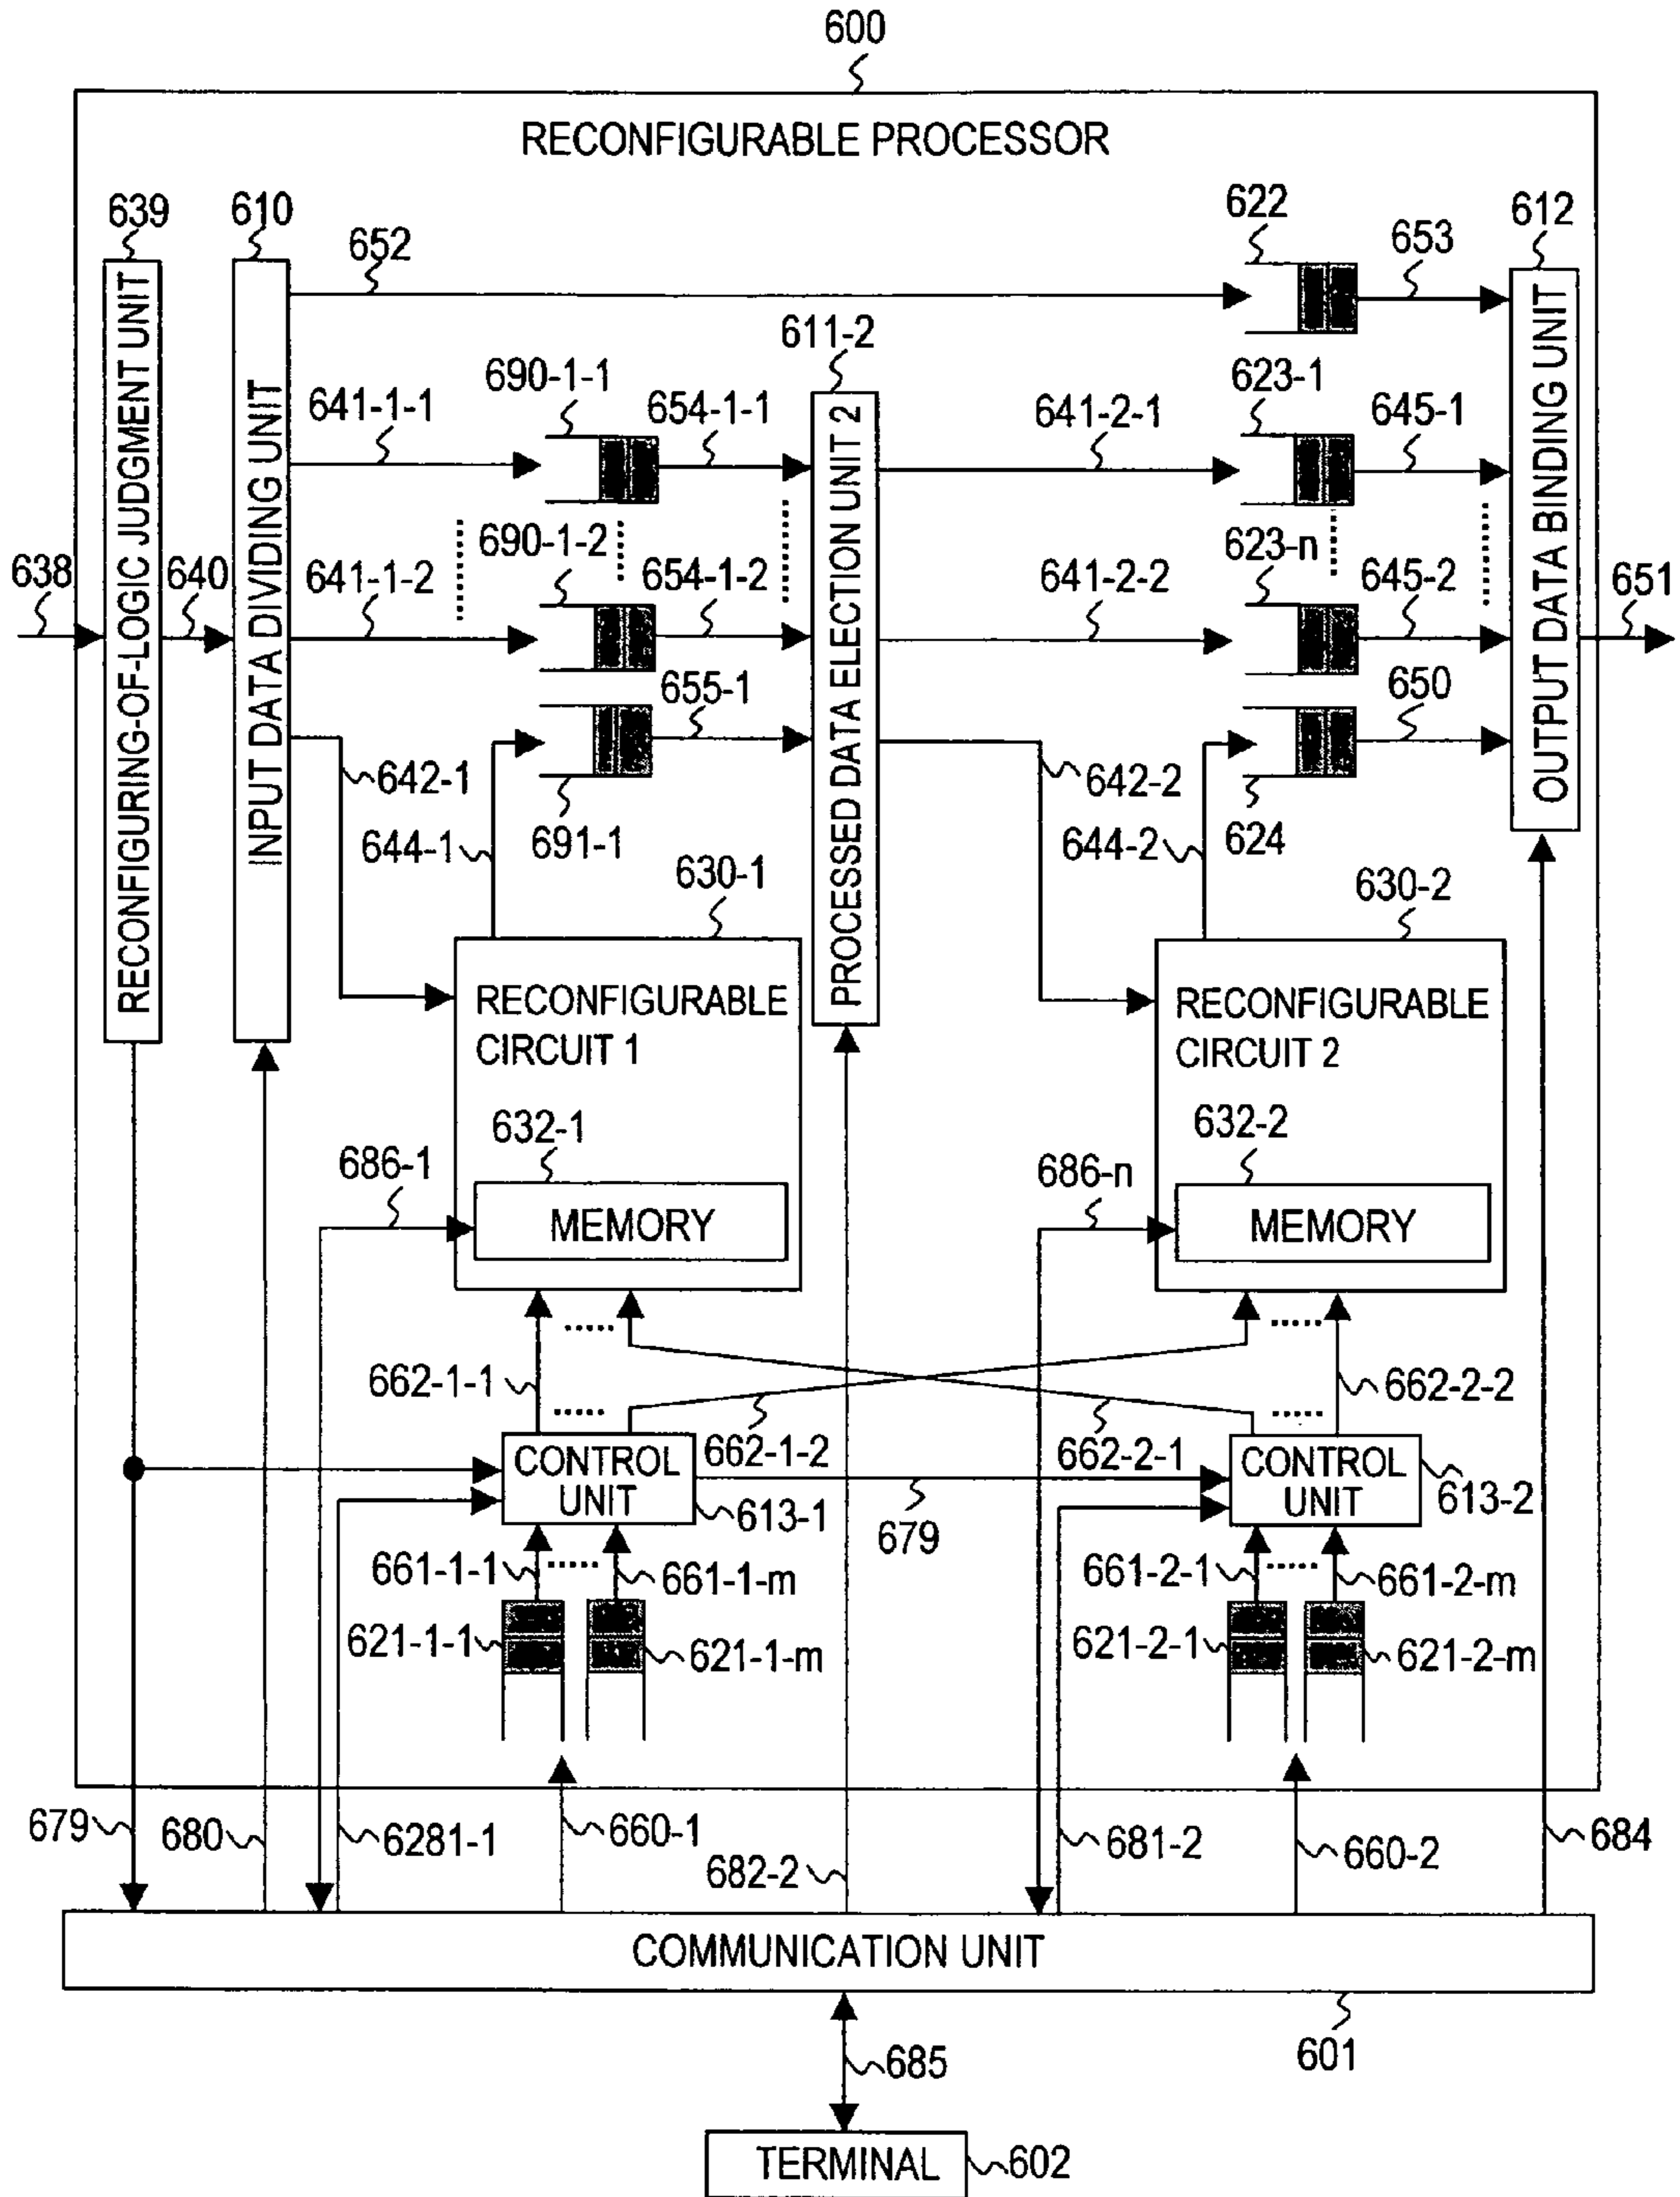 600
RECONFIGURABLE PROCESSOR
639
610
652
622
653
612
RECONFIGURING-OF-LOGIC JUDGMENT UNIT
INPUT DATA DIVIDING UNIT
PROCESSED DATA ELECTION UNIT 2
OUTPUT DATA BINDING UNIT
611-2
690-1-1
641-1-1
654-1-1
641-2-1
623-1
645-1
690-1-2
623-n
638
640
641-1-2
654-1-2
641-2-2
645-2
651
655-1
650
642-1
642-2
644-1
691-1
644-2
624
630-1
630-2
RECONFIGURABLE
CIRCUIT 1
RECONFIGURABLE
CIRCUIT 2
632-1
632-2
686-1
686-n
MEMORY
MEMORY
662-1-1
662-2-2
662-1-2
662-2-1
CONTROL
UNIT
CONTROL
UNIT
613-1
613-2
679
661-1-1
661-1-m
661-2-1
661-2-m
621-1-1
621-1-m
621-2-1
621-2-m
679
680
6281-1
660-1
682-2
681-2
660-2
684
COMMUNICATION UNIT
601
685
TERMINAL
602